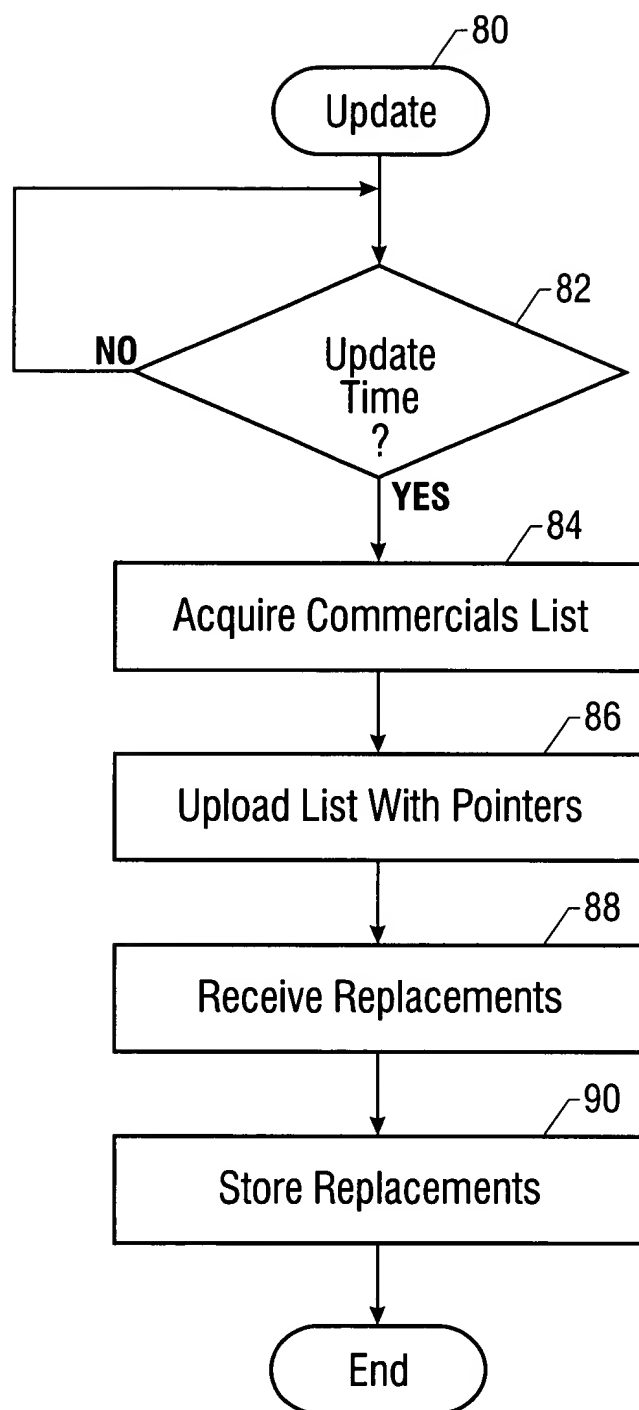 80
Update
82
NO
Update
Time
?
YES
84
Acquire Commercials List
86
Upload List With Pointers
88
Receive Replacements
90
Store Replacements
End